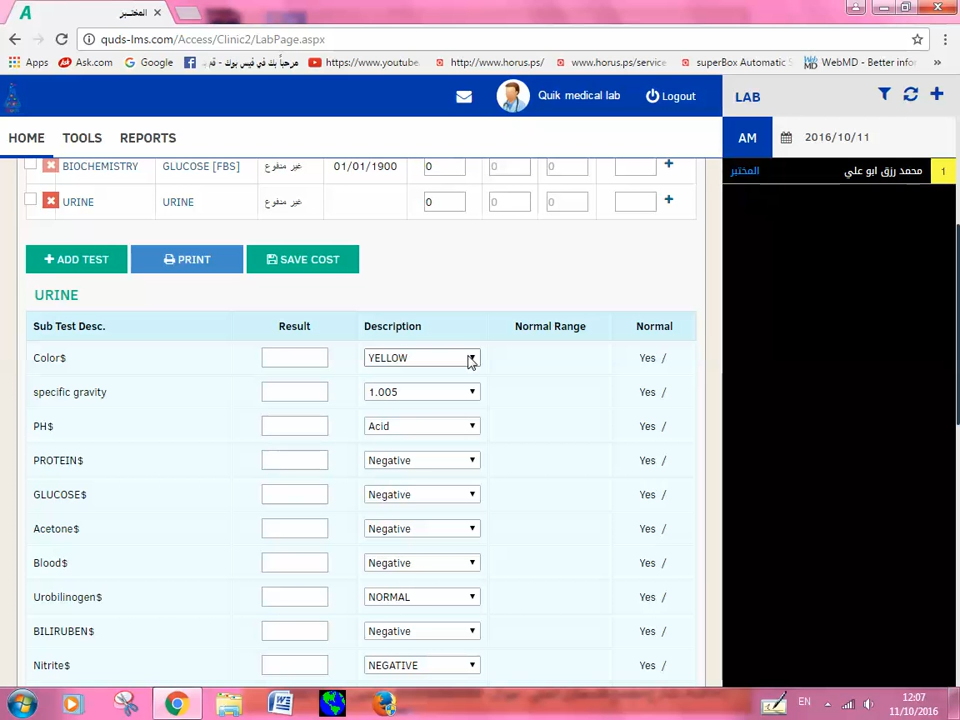 A المختبر
quds-lms.com/Access/Clinic2/LabPage.aspx
Apps Ask.com Google مرحباً بك في فيس بوك - قم https://www.youtube http://www.horus.ps/ www.horus.ps/service superBox Automatic WebMD - Better info »
Quik medical lab Logout LAB
HOME TOOLS REPORTS AM 2016/10/11
المختبر محمد رزق ابو علي 1
BIOCHEMISTRY GLUCOSE [FBS] غير مدفوع 01/01/1900 0 0 0 +
URINE URINE غير مدفوع 0 0 0 +
+ ADD TEST PRINT SAVE COST
URINE
Sub Test Desc. Result Description Normal Range Normal
Color$ YELLOW Yes /
specific gravity 1.005 Yes /
PH$ Acid Yes /
PROTEIN$ Negative Yes /
GLUCOSE$ Negative Yes /
Acetone$ Negative Yes /
Blood$ Negative Yes /
Urobilinogen$ NORMAL Yes /
BILIRUBEN$ Negative Yes /
Nitrite$ NEGATIVE Yes /
EN 12:07
11/10/2016